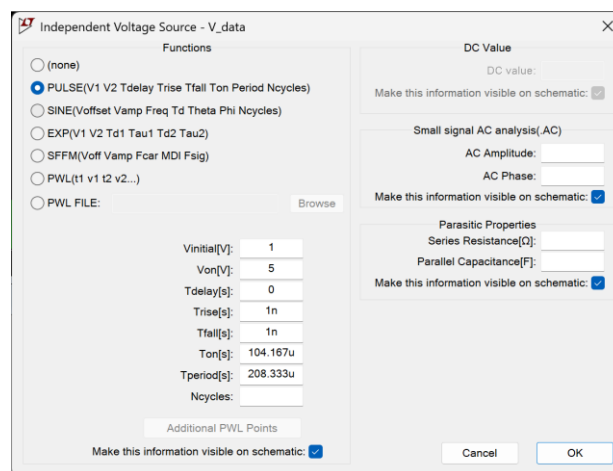 Independent Voltage Source - V_data
Functions
(none)
PULSE(V1 V2 Tdelay Trise Tfall Ton Period Ncycles)
SINE(Voffset Vamp Freq Td Theta Phi Ncycles)
EXP(V1 V2 Td1 Tau1 Td2 Tau2)
SFFM(Voff Vamp Fcar MDI Fsig)
PWL(t1 v1 t2 v2...)
PWL FILE: Browse
Vinitial[V]: 1
Von[V]: 5
Tdelay[s]: 0
Trise[s]: 1n
Tfall[s]: 1n
Ton[s]: 104.167u
Tperiod[s]: 208.333u
Ncycles:
Additional PWL Points
Make this information visible on schematic:
DC Value
DC value:
Make this information visible on schematic:
Small signal AC analysis(.AC)
AC Amplitude:
AC Phase:
Make this information visible on schematic:
Parasitic Properties
Series Resistance[Ω]:
Parallel Capacitance[F]:
Make this information visible on schematic:
Cancel OK